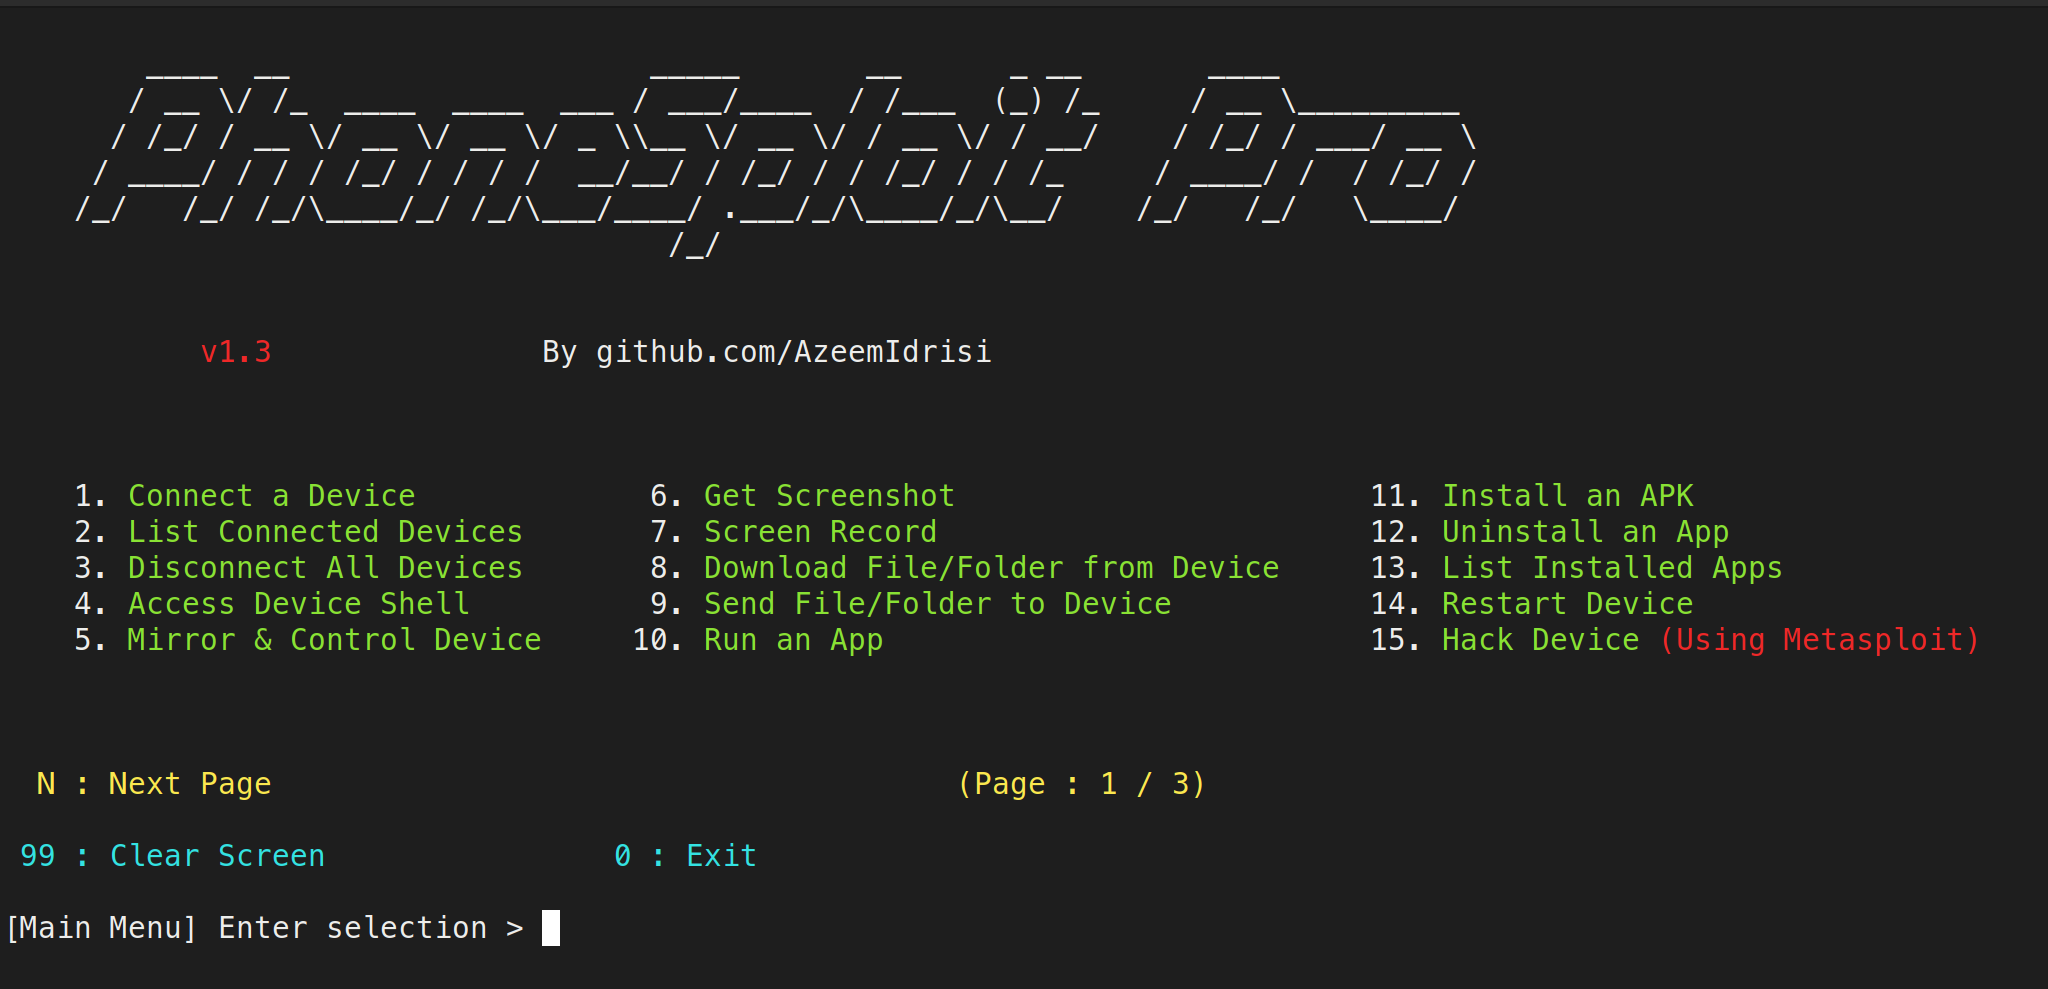 PhoneSploit Pro
v1.3 By github.com/AzeemIdrisi
1. Connect a Device 6. Get Screenshot 11. Install an APK
2. List Connected Devices 7. Screen Record 12. Uninstall an App
3. Disconnect All Devices 8. Download File/Folder from Device 13. List Installed Apps
4. Access Device Shell 9. Send File/Folder to Device 14. Restart Device
5. Mirror & Control Device 10. Run an App 15. Hack Device (Using Metasploit)
N : Next Page (Page : 1 / 3)
99 : Clear Screen 0 : Exit
[Main Menu] Enter selection >